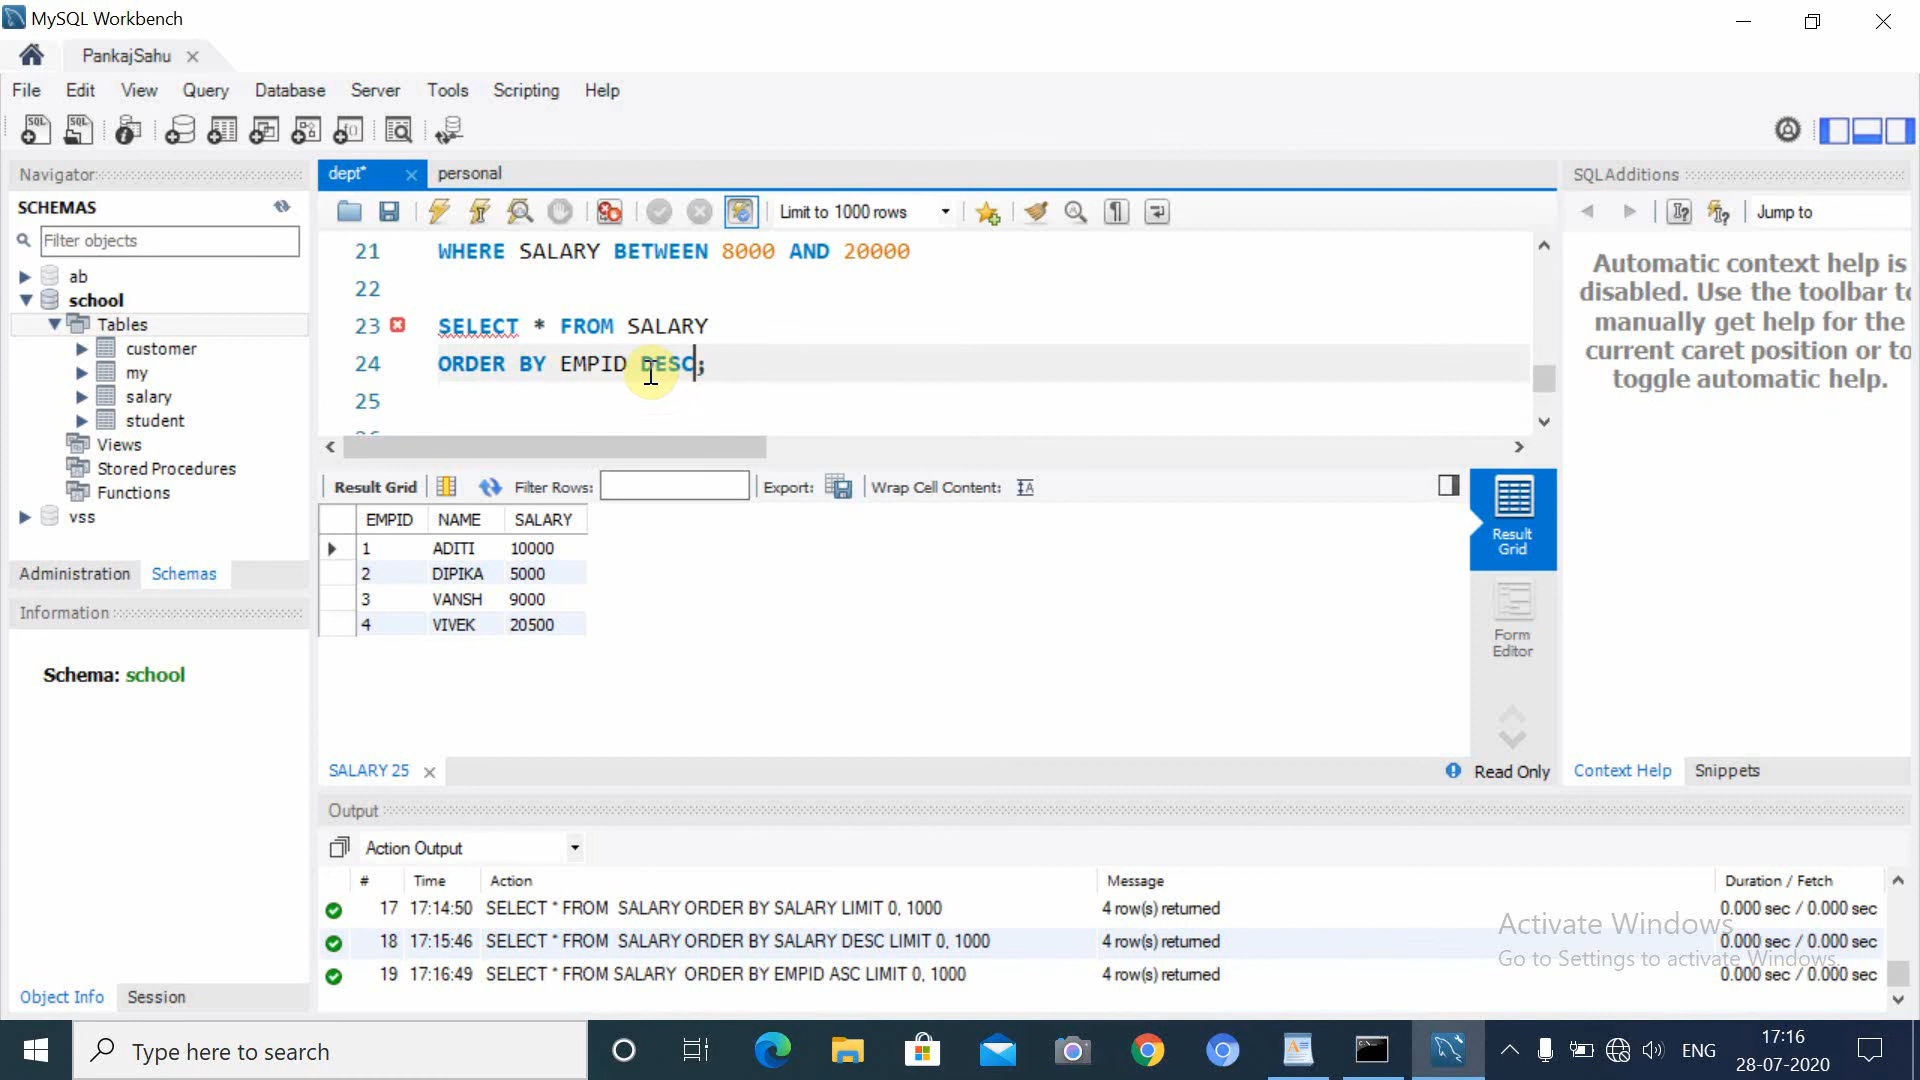 MySQL Workbench
PankajSahu
File Edit View Query Database Server Tools Scripting Help
Navigator
SCHEMAS
Filter objects
ab
school
Tables
customer
my
salary
student
Views
Stored Procedures
Functions
vss
Administration Schemas
Information
Schema: school
Object Info Session
dept* personal
Limit to 1000 rows
21 WHERE SALARY BETWEEN 8000 AND 20000
22
23 SELECT * FROM SALARY
24 ORDER BY EMPID DESC;
25
Result Grid Filter Rows: Export: Wrap Cell Content:
EMPID NAME SALARY
1 ADITI 10000
2 DIPIKA 5000
3 VANSH 9000
4 VIVEK 20500
Result
Grid
Form
Editor
SALARY 25
Read Only
SQLAdditions
Jump to
Automatic context help is
disabled. Use the toolbar to
manually get help for the
current caret position or to
toggle automatic help.
Context Help Snippets
Output
Action Output
# Time Action Message Duration / Fetch
17 17:14:50 SELECT * FROM SALARY ORDER BY SALARY LIMIT 0, 1000 4 row(s) returned 0.000 sec / 0.000 sec
18 17:15:46 SELECT * FROM SALARY ORDER BY SALARY DESC LIMIT 0, 1000 4 row(s) returned 0.000 sec / 0.000 sec
19 17:16:49 SELECT * FROM SALARY ORDER BY EMPID ASC LIMIT 0, 1000 4 row(s) returned 0.000 sec / 0.000 sec
Activate Windows
Go to Settings to activate Windows.
Type here to search
ENG
17:16
28-07-2020